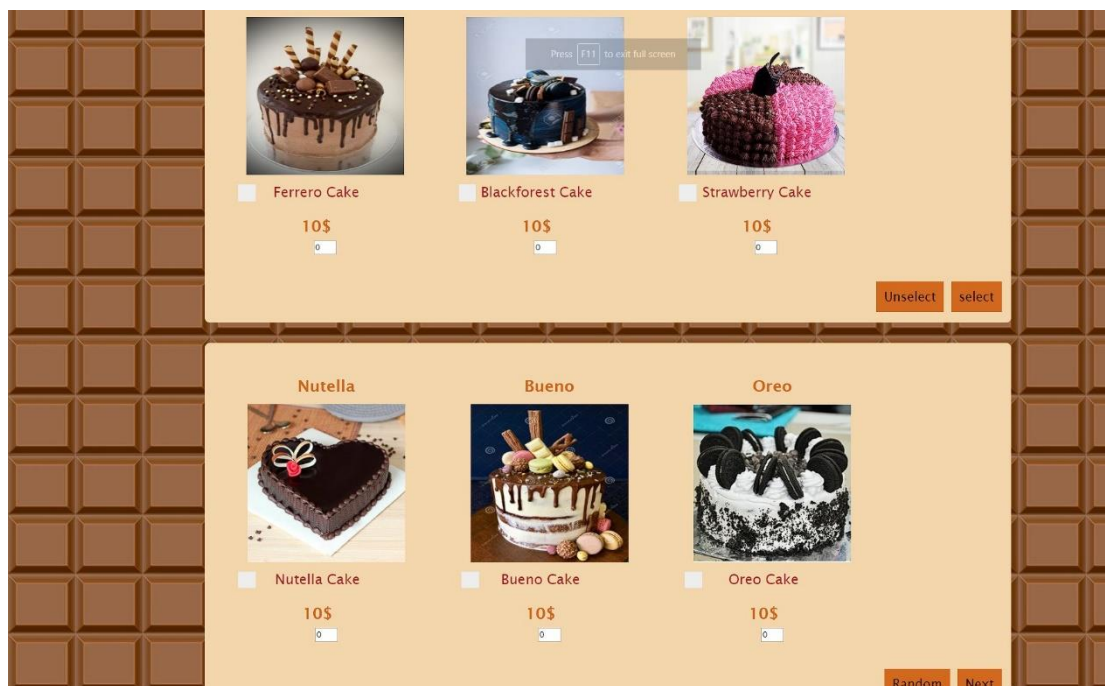 Press F11 to exit full screen
Ferrero Cake
Blackforest Cake
Strawberry Cake
10$
10$
10$
0
0
0
Unselect
select
Nutella
Bueno
Oreo
Nutella Cake
Bueno Cake
Oreo Cake
10$
10$
10$
0
0
0
Random
Next